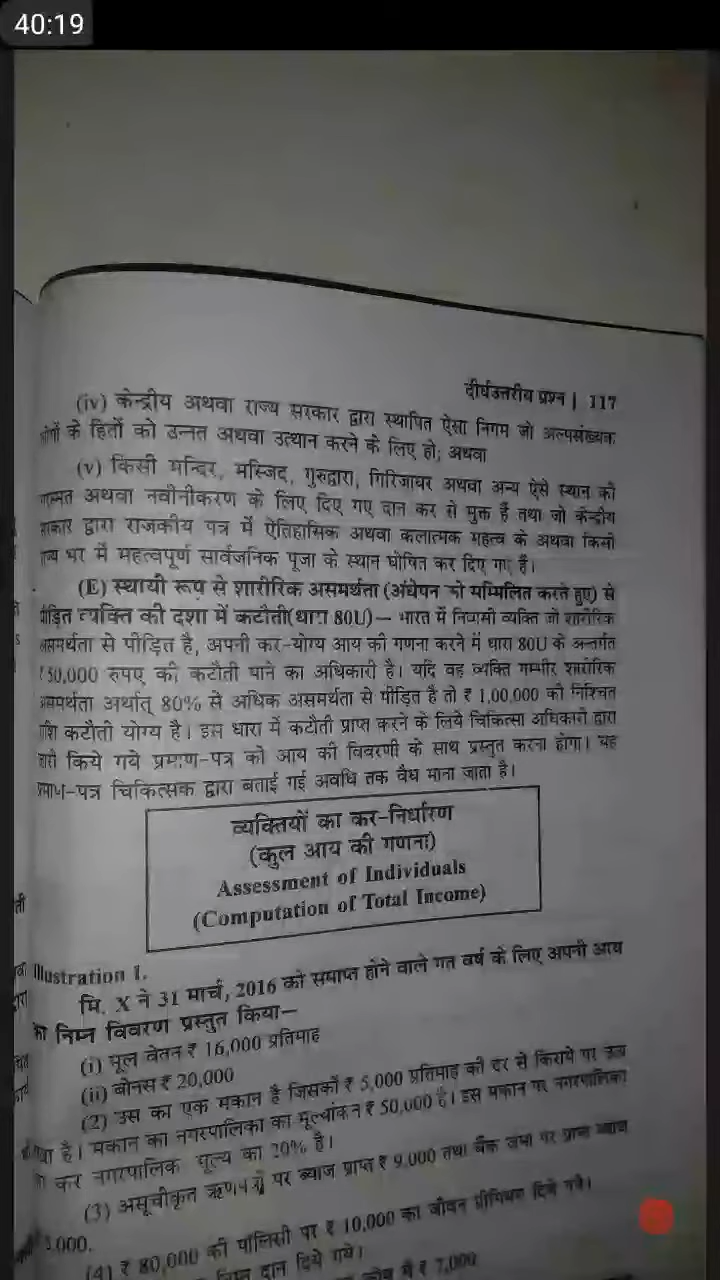 40:19
दीर्घउत्तरीय प्रश्न | 117
(iv) केन्द्रीय अथवा राज्य सरकार द्वारा स्थापित ऐसा निगम जो अल्पसंख्यक
के हितों को उन्नत अथवा उत्थान करने के लिए हो; अथवा
(v) किसी मन्दिर, मस्जिद, गुरुद्वारा, गिरिजाघर अथवा अन्य ऐसे स्थान की
अथवा नवीनीकरण के लिए दिए गए दान कर से मुक्त हैं तथा जो केन्द्रीय
द्वारा राजकीय पत्र में ऐतिहासिक अथवा कलात्मक महत्व के अथवा किसी
भर में महत्वपूर्ण सार्वजनिक पूजा के स्थान घोषित कर दिए गए हैं।
(E) स्थायी रूप से शारीरिक असमर्थता (अंधेपन को सम्मिलित करते हुए) से
पीड़ित व्यक्ति की दशा में कटौती(धारा 80U)— भारत में निवासी व्यक्ति जो शारीरिक
असमर्थता से पीड़ित है, अपनी कर-योग्य आय की गणना करने में धारा 80U के अन्तर्गत
50,000 रुपए की कटौती पाने का अधिकारी है। यदि वह व्यक्ति गम्भीर शारीरिक
असमर्थता अर्थात् 80% से अधिक असमर्थता से पीड़ित है तो ₹ 1,00,000 की निश्चित
कटौती योग्य है। इस धारा में कटौती प्राप्त करने के लिये चिकित्सा अधिकारी द्वारा
जारी किये गये प्रमाण-पत्र को आय की विवरणी के साथ प्रस्तुत करना होगा। यह
प्रमाण-पत्र चिकित्सक द्वारा बताई गई अवधि तक वैध माना जाता है।
व्यक्तियों का कर-निर्धारण
(कुल आय की गणना)
Assessment of Individuals
(Computation of Total Income)
Illustration 1.
मि. X ने 31 मार्च, 2016 को समाप्त होने वाले गत वर्ष के लिए अपनी आय
का निम्न विवरण प्रस्तुत किया—
(i) मूल वेतन ₹ 16,000 प्रतिमाह
(ii) बोनस ₹ 20,000
(2) उस का एक मकान है जिसको ₹ 5,000 प्रतिमाह की दर से किराये पर उठा
है। मकान का नगरपालिका का मूल्यांकन ₹ 50,000 है। इस मकान पर नगरपालिका
कर नगरपालिक मूल्य का 20% है।
(3) असूचीकृत ऋणपत्रों पर ब्याज प्राप्त ₹ 9,000 तथा बैंक जमा पर प्राप्त ब्याज
(4) ₹ 80,000 की पॉलिसी पर ₹ 10,000 का जीवन प्रीमियम दिये गये।
दान दिये गये।
में ₹ 7,000